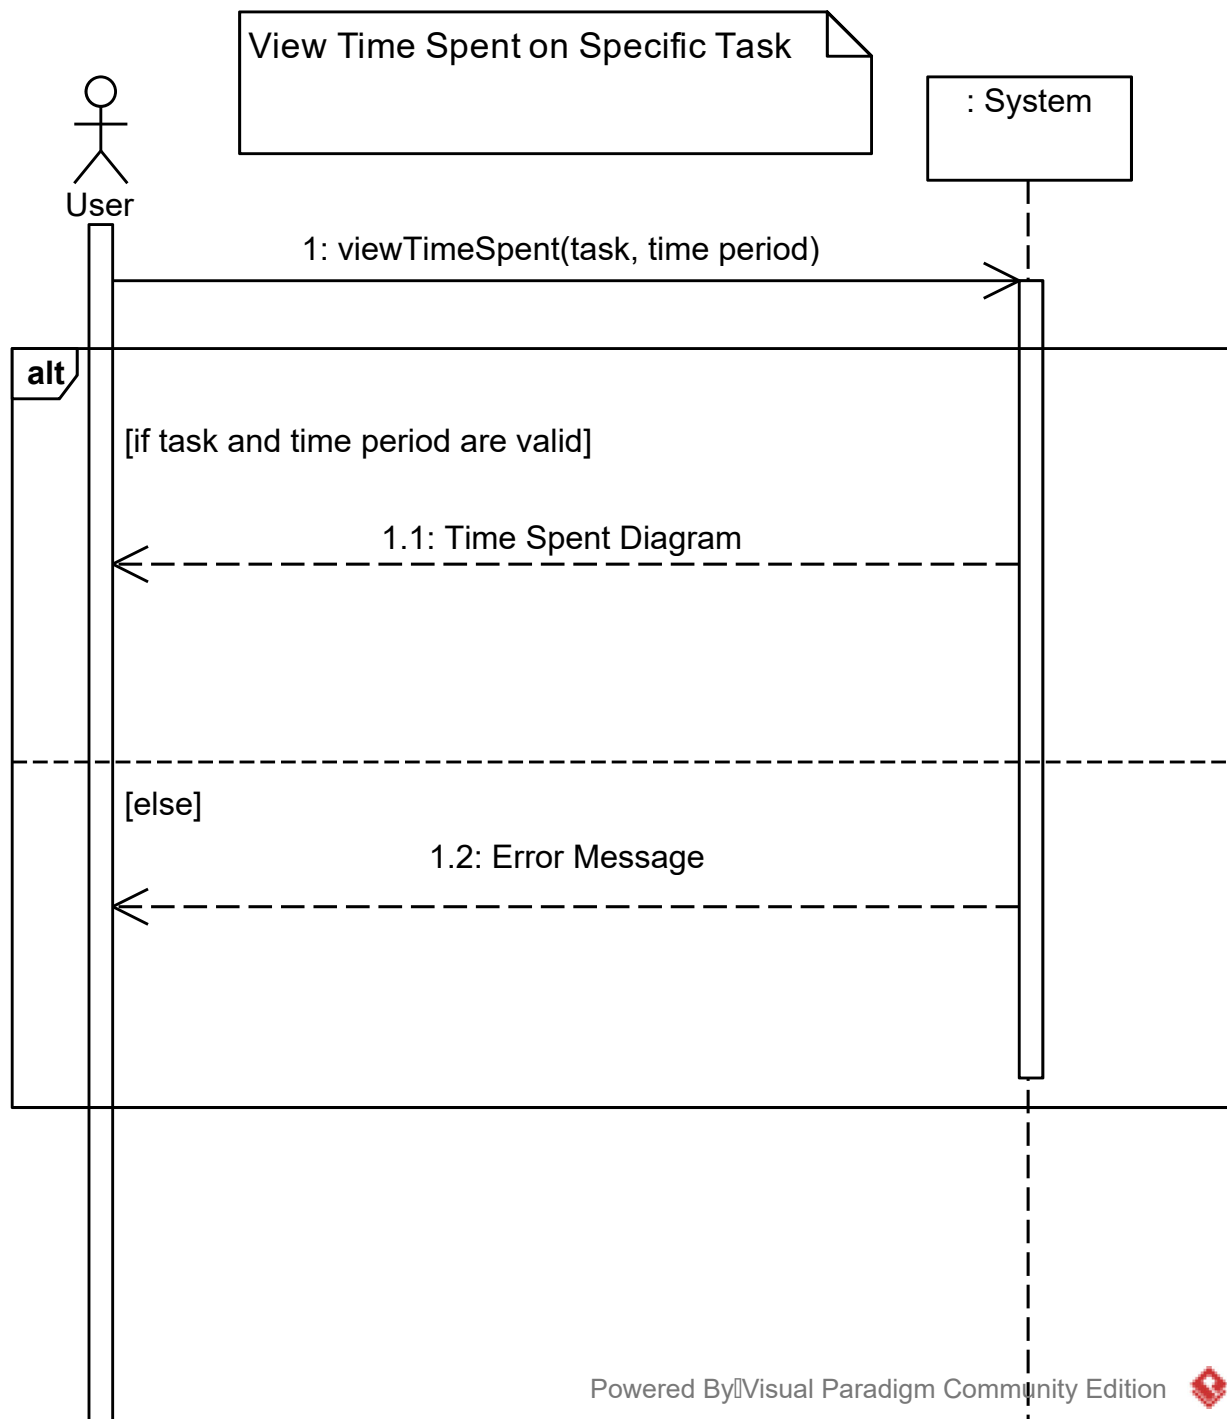 View Time Spent on Specific Task
: System
User
1: viewTimeSpent(task, time period)
alt
[if task and time period are valid]
1.1: Time Spent Diagram
[else]
1.2: Error Message
Powered By Visual Paradigm Community Edition